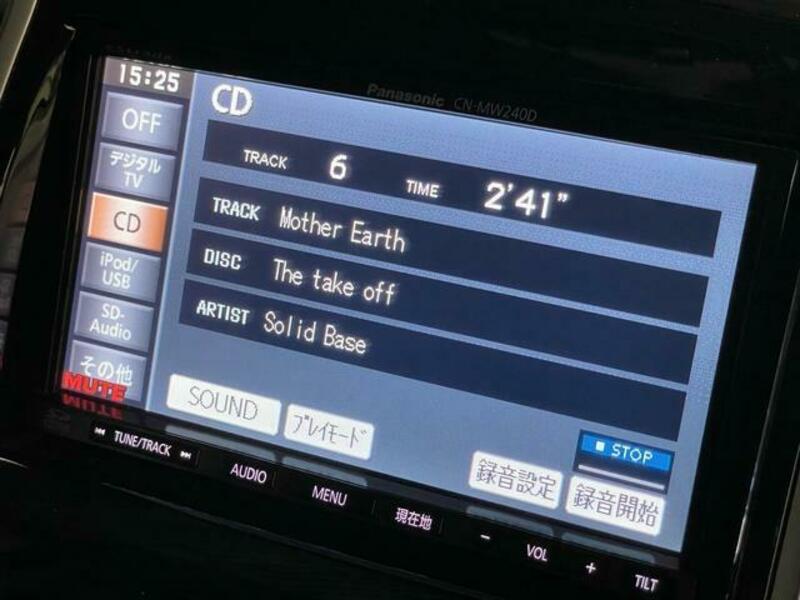 Panasonic CN-MW240D
15:25
CD
OFF
TRACK 6 TIME 2'41"
デジタル
TV
TRACK Mother Earth
CD
DISC The take off
iPod/
USB
ARTIST Solid Base
SD-
Audio
その他
MUTE
SOUND
プレイモード
録音設定
STOP
録音開始
TUNE/TRACK
AUDIO
MENU
現在地
− VOL +
TILT